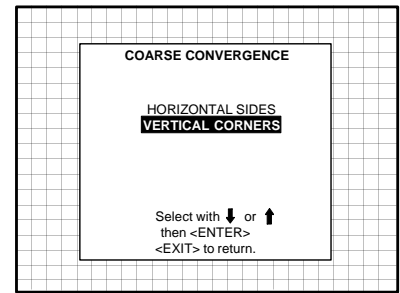 COARSE CONVERGENCE
HORIZONTAL SIDES
VERTICAL CORNERS
Select with ⬇ or ⬆
then <ENTER>
<EXIT> to return.